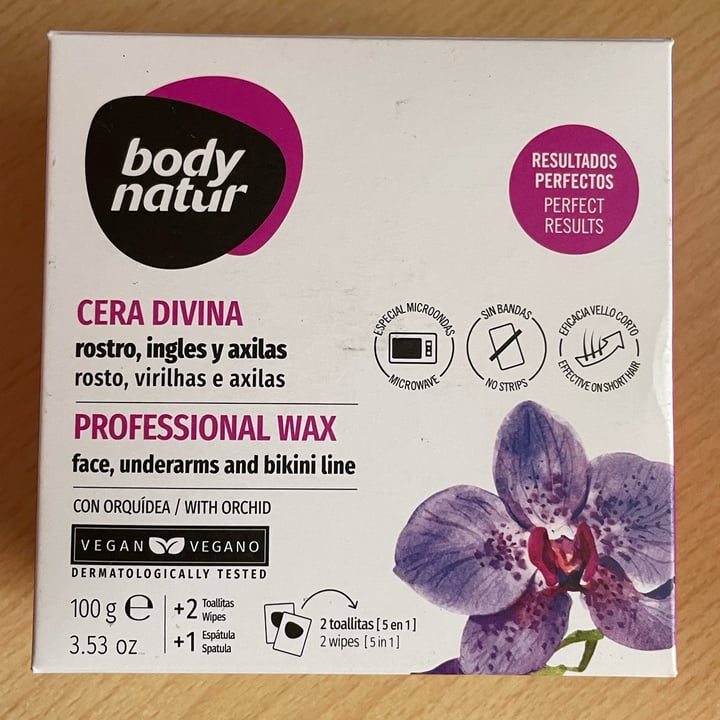 body
natur
RESULTADOS
PERFECTOS
PERFECT
RESULTS
CERA DIVINA
rostro, ingles y axilas
rosto, virilhas e axilas
ESPECIAL MICROONDAS
MICROWAVE
SIN BANDAS
NO STRIPS
EFICACIA VELLO CORTO
EFFECTIVE ON SHORT HAIR
PROFESSIONAL WAX
face, underarms and bikini line
CON ORQUÍDEA / WITH ORCHID
VEGAN VEGANO
DERMATOLOGICALLY TESTED
100 g ℮
3.53 oz
+2 Toallitas
Wipes
+1 Espátula
Spatula
2 toallitas [5 en 1]
2 wipes [5 in 1]